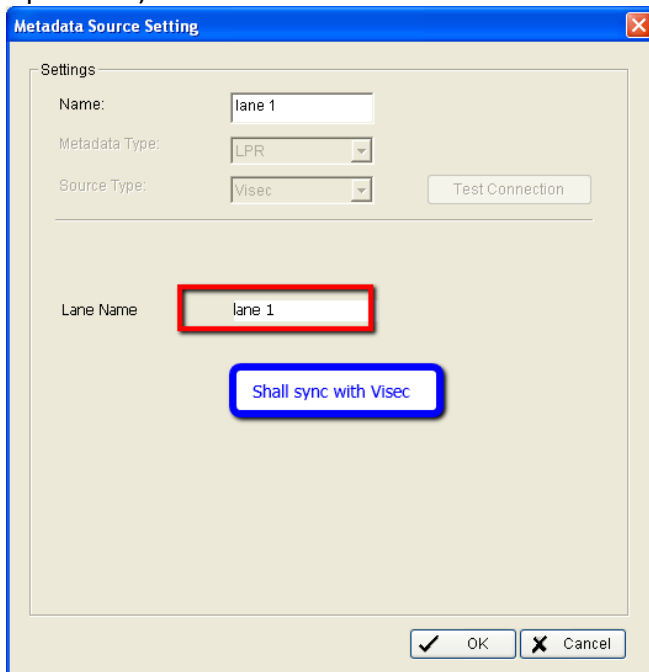 Metadata Source Setting
Settings
Name: lane 1
Metadata Type: LPR
Source Type: Visec Test Connection
Lane Name lane 1
Shall sync with Visec
OK Cancel